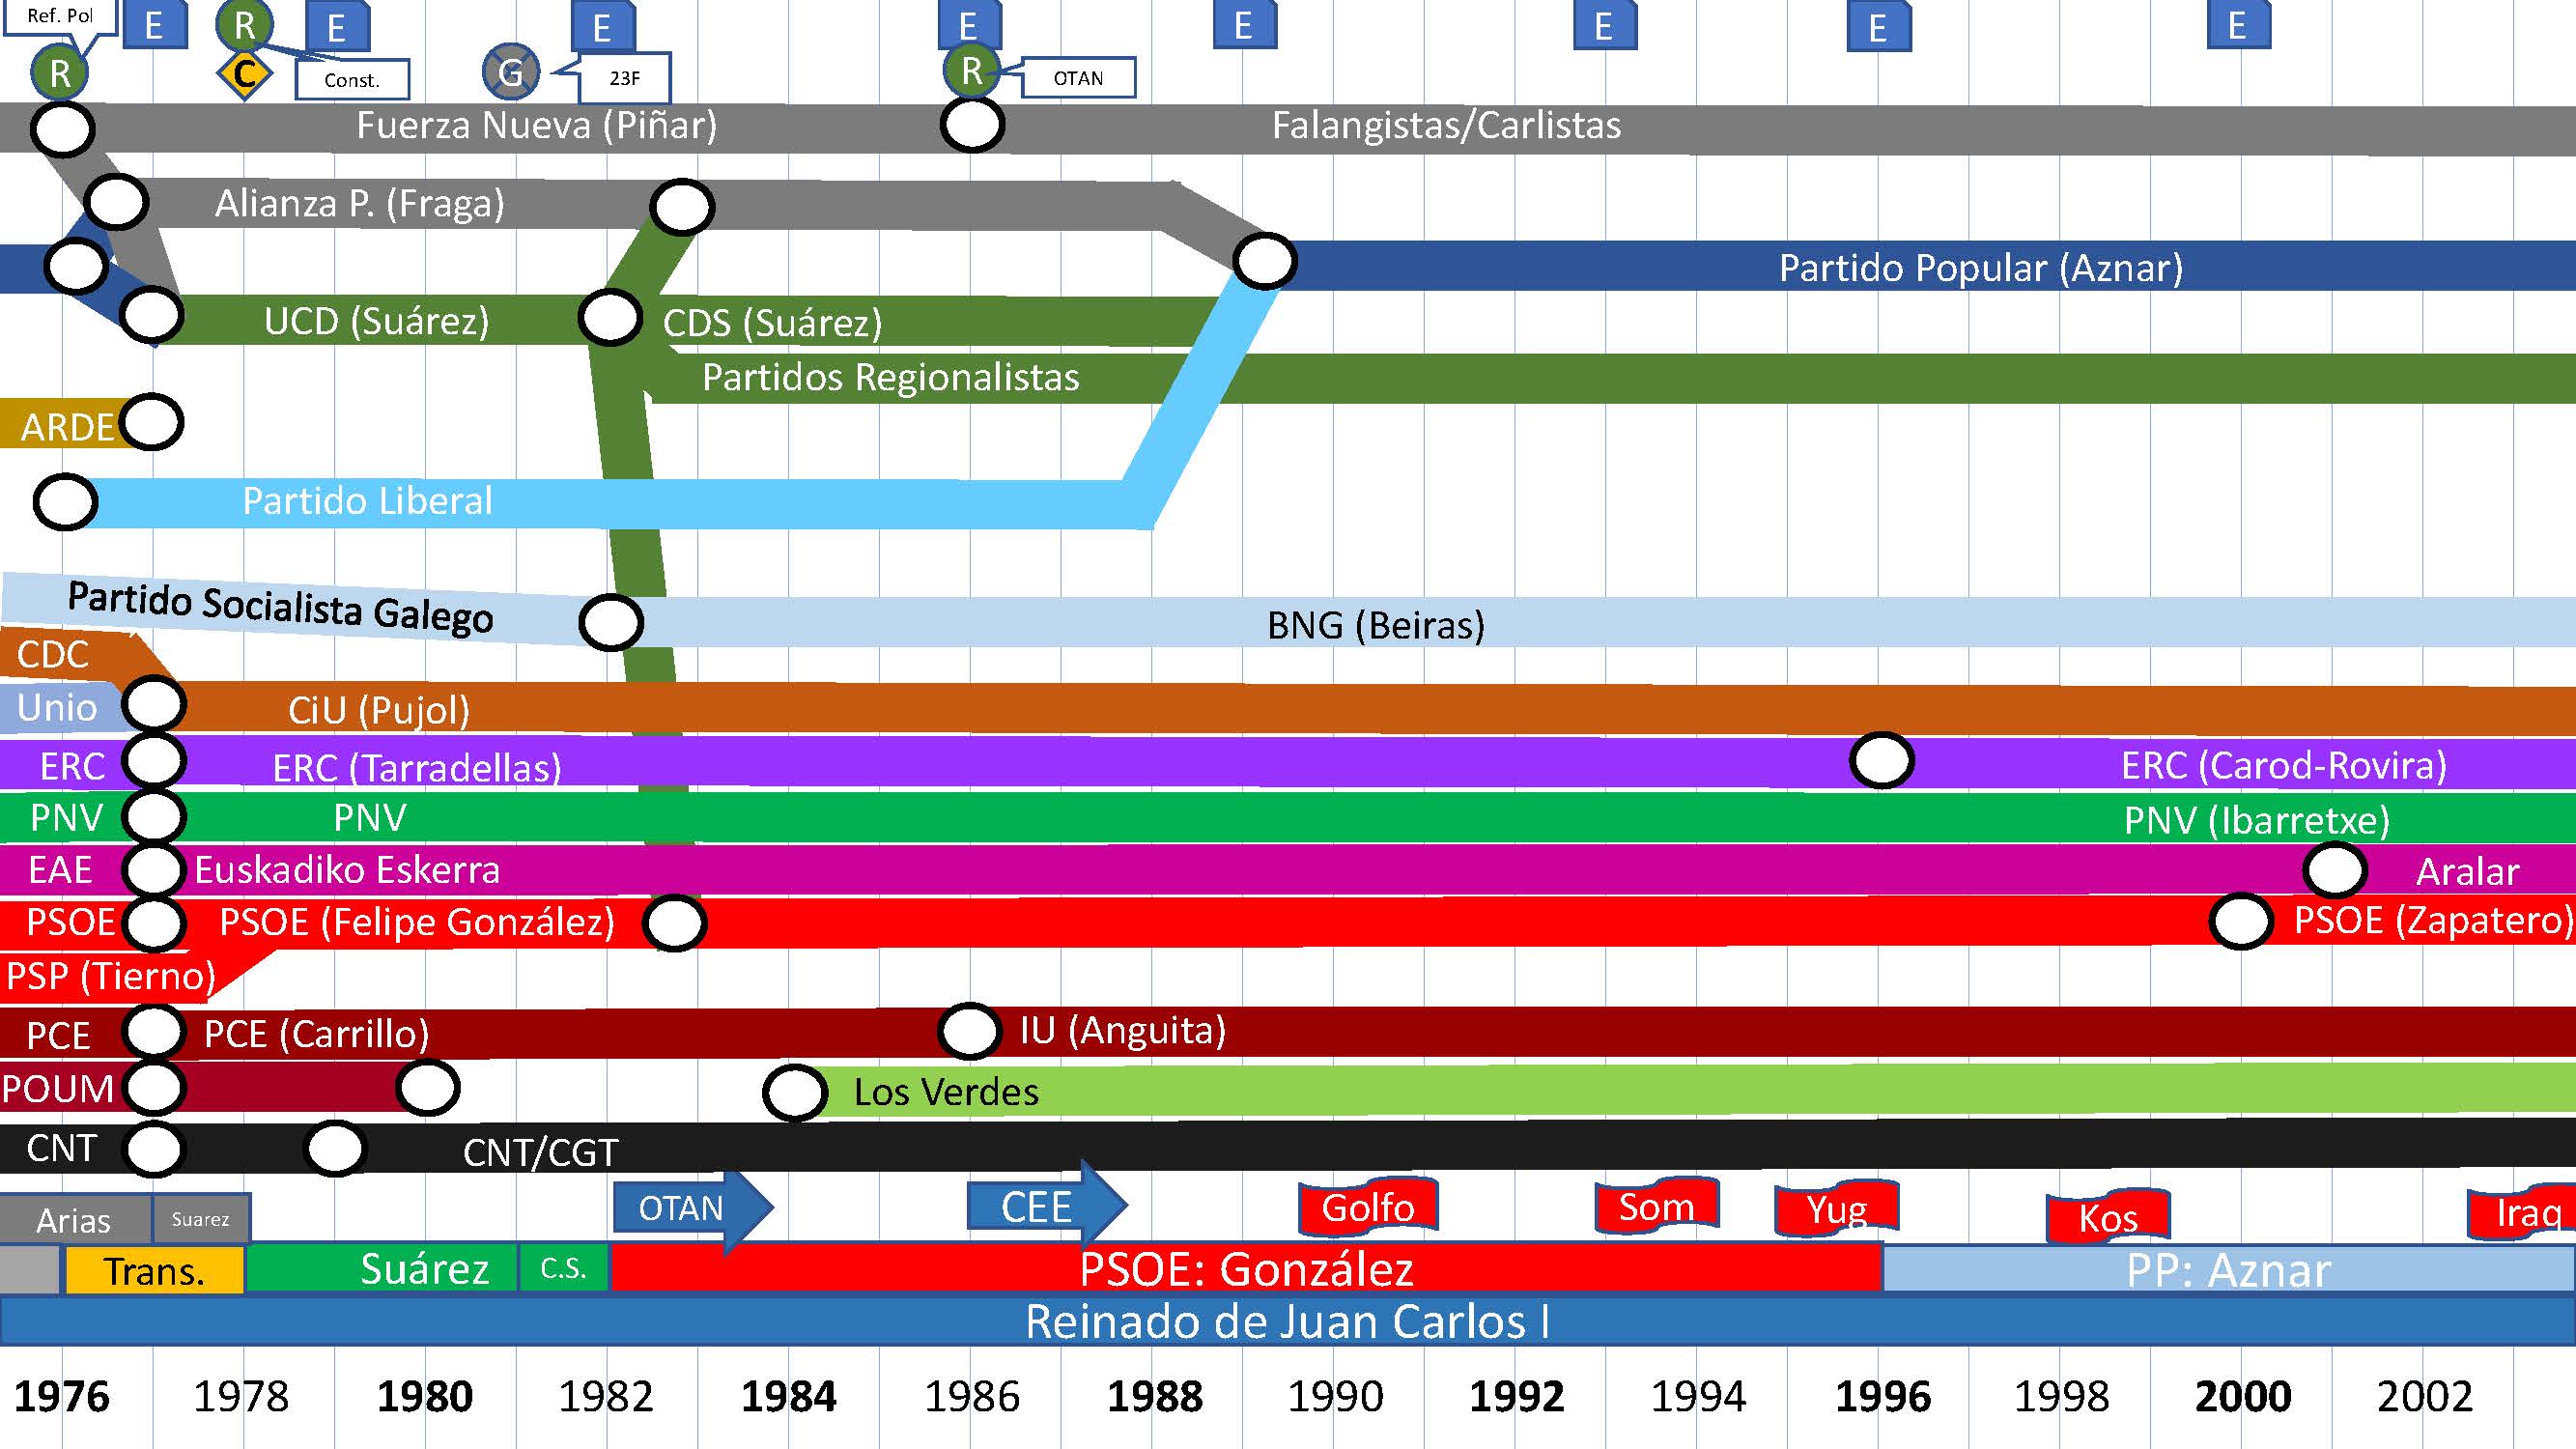 Ref. Pol
E
R
E
E
E
E
E
E
E
R
C
Const.
G
23F
R
OTAN
Fuerza Nueva (Piñar)
Falangistas/Carlistas
Alianza P. (Fraga)
Partido Popular (Aznar)
UCD (Suárez)
CDS (Suárez)
Partidos Regionalistas
ARDE
Partido Liberal
Partido Socialista Galego
BNG (Beiras)
CDC
Unio
CiU (Pujol)
ERC
ERC (Tarradellas)
ERC (Carod-Rovira)
PNV
PNV
PNV (Ibarretxe)
EAE
Euskadiko Eskerra
Aralar
PSOE
PSOE (Felipe González)
PSOE (Zapatero)
PSP (Tierno)
PCE
PCE (Carrillo)
IU (Anguita)
POUM
Los Verdes
CNT
CNT/CGT
Arias
Suarez
OTAN
CEE
Golfo
Som
Yug
Kos
Iraq
Trans.
Suárez
C.S.
PSOE: González
PP: Aznar
Reinado de Juan Carlos I
1976 1978 1980 1982 1984 1986 1988 1990 1992 1994 1996 1998 2000 2002